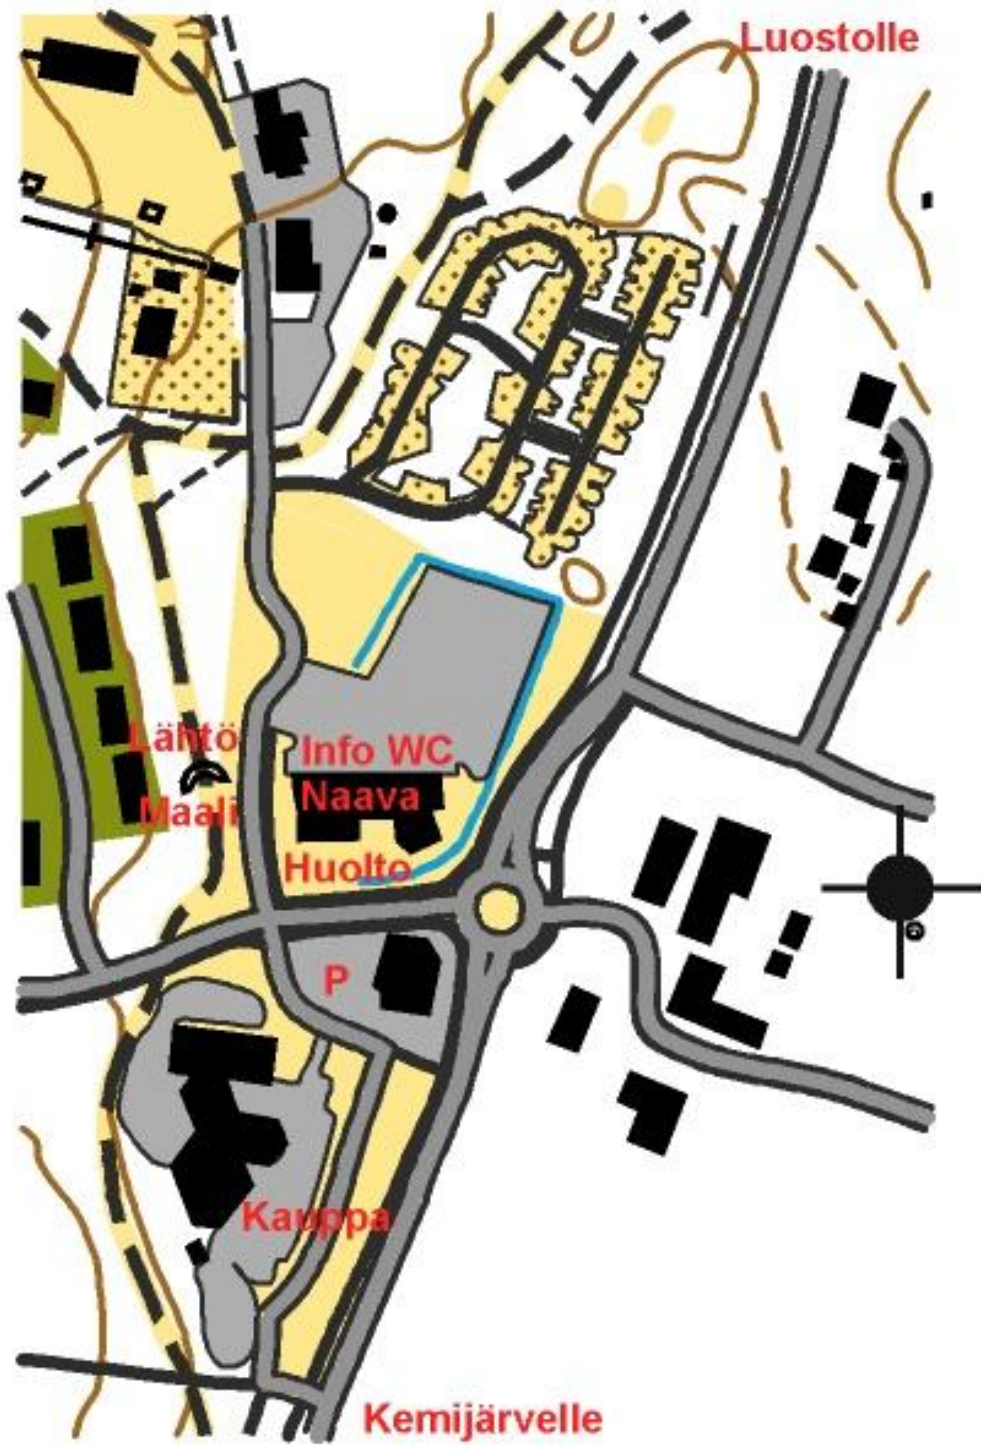 Luostolle
Lähtö
Info WC
Naava
Maali
Huolto
P
Kauppa
Kemijärvelle